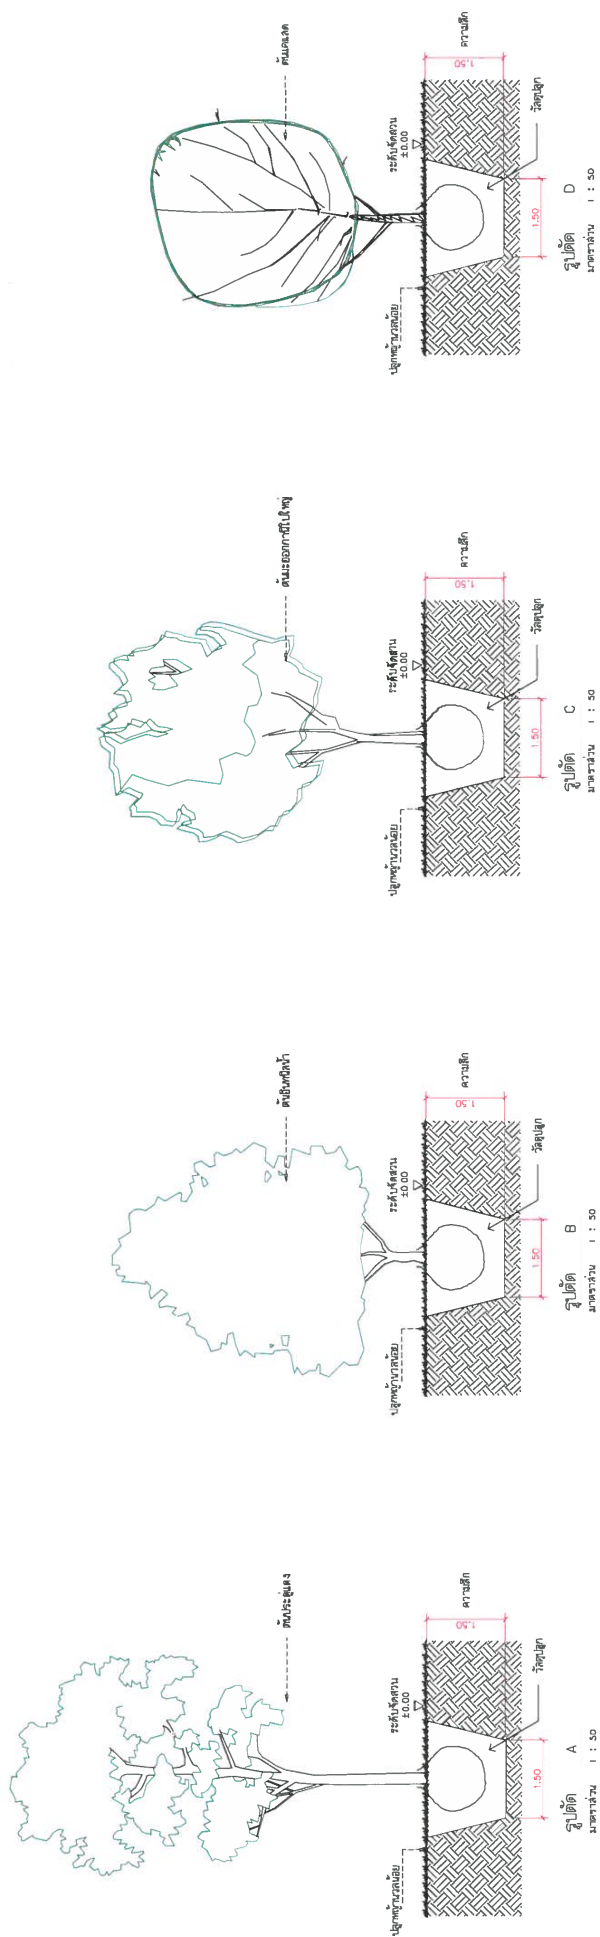 ต้นประดู่แดง
ระดับจัดสวน
±0.00
ปลูกหญ้านวลน้อย
1.50
ความลึก
วัสดุปลูก
1.50
รูปตัด A
มาตราส่วน 1 : 50
ต้นอินทนิลน้ำ
ระดับจัดสวน
±0.00
ปลูกหญ้านวลน้อย
1.50
ความลึก
วัสดุปลูก
1.50
รูปตัด B
มาตราส่วน 1 : 50
ต้นมะฮอกกานีใบใหญ่
ระดับจัดสวน
±0.00
ปลูกหญ้านวลน้อย
1.50
ความลึก
วัสดุปลูก
1.50
รูปตัด C
มาตราส่วน 1 : 50
ต้นแคแสด
ระดับจัดสวน
±0.00
ปลูกหญ้านวลน้อย
1.50
ความลึก
วัสดุปลูก
1.50
รูปตัด D
มาตราส่วน 1 : 50